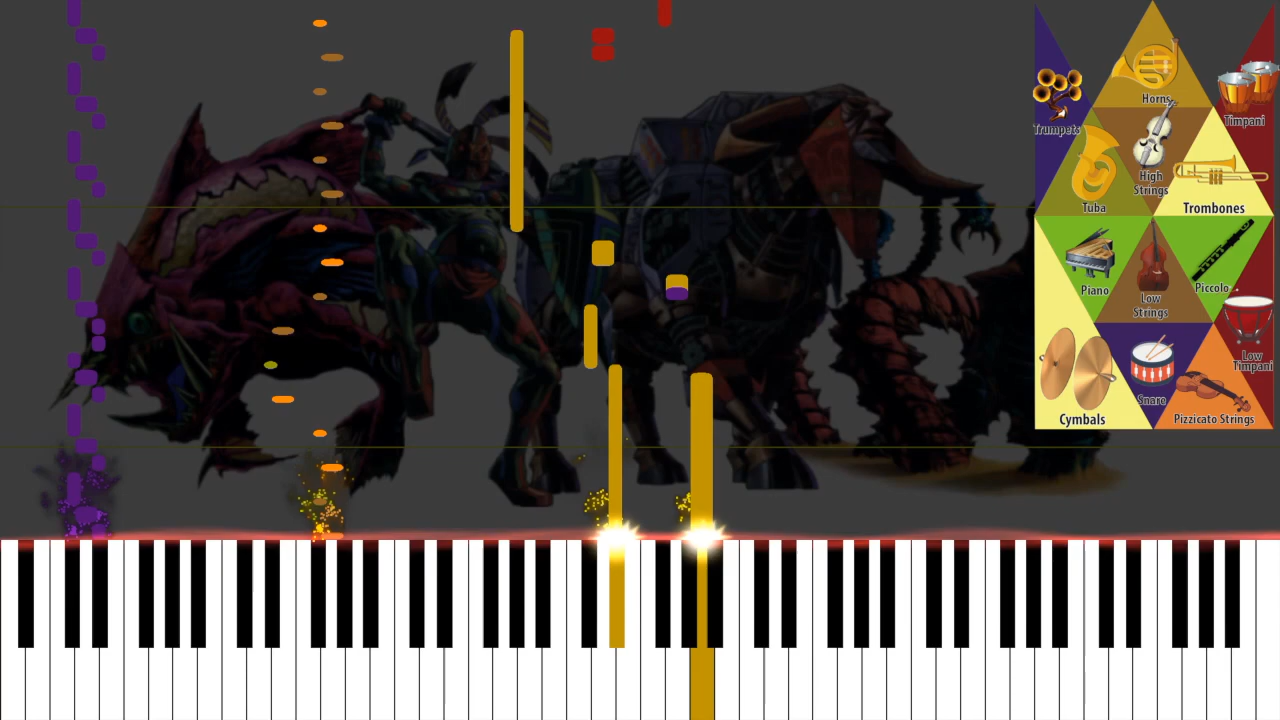 Horns
Trumpets
Timpani
High
Strings
Tuba
Trombones
Piano
Low
Strings
Piccolo
Low
Timpani
Snare
Cymbals
Pizzicato Strings